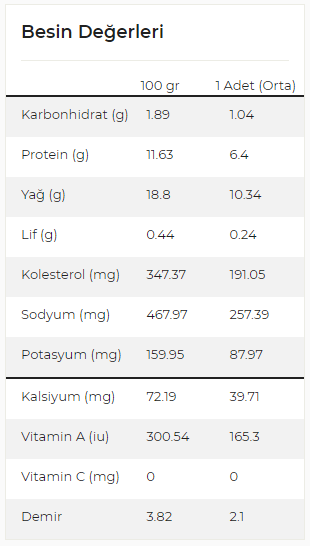 Besin Değerleri
100 gr 1 Adet (Orta)
Karbonhidrat (g) 1.89 1.04
Protein (g) 11.63 6.4
Yağ (g) 18.8 10.34
Lif (g) 0.44 0.24
Kolesterol (mg) 347.37 191.05
Sodyum (mg) 467.97 257.39
Potasyum (mg) 159.95 87.97
Kalsiyum (mg) 72.19 39.71
Vitamin A (iu) 300.54 165.3
Vitamin C (mg) 0 0
Demir 3.82 2.1